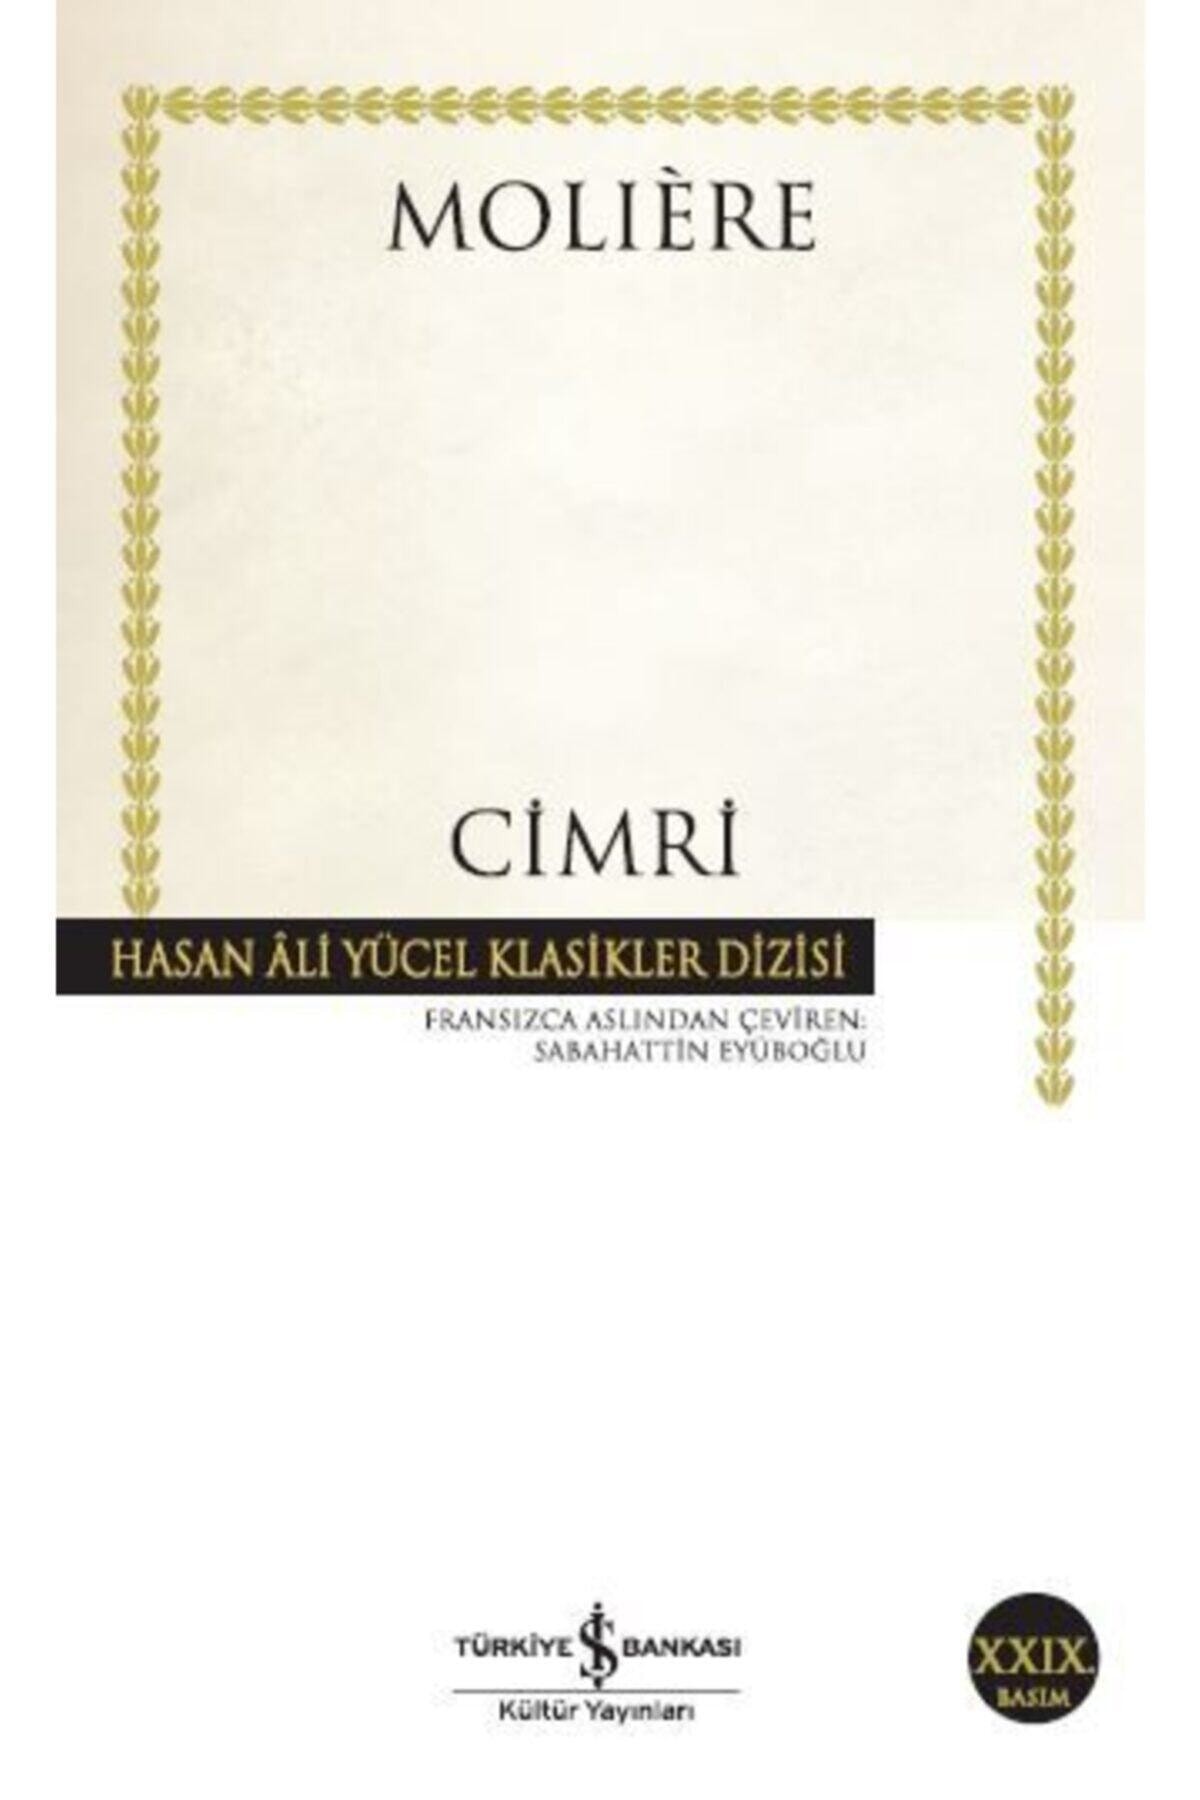 MOLIÈRE
CİMRİ
HASAN ÂLİ YÜCEL KLASİKLER DİZİSİ
FRANSIZCA ASLINDAN ÇEVİREN:
SABAHATTİN EYÜBOĞLU
TÜRKİYE İŞ BANKASI
Kültür Yayınları
XXIX.
BASIM